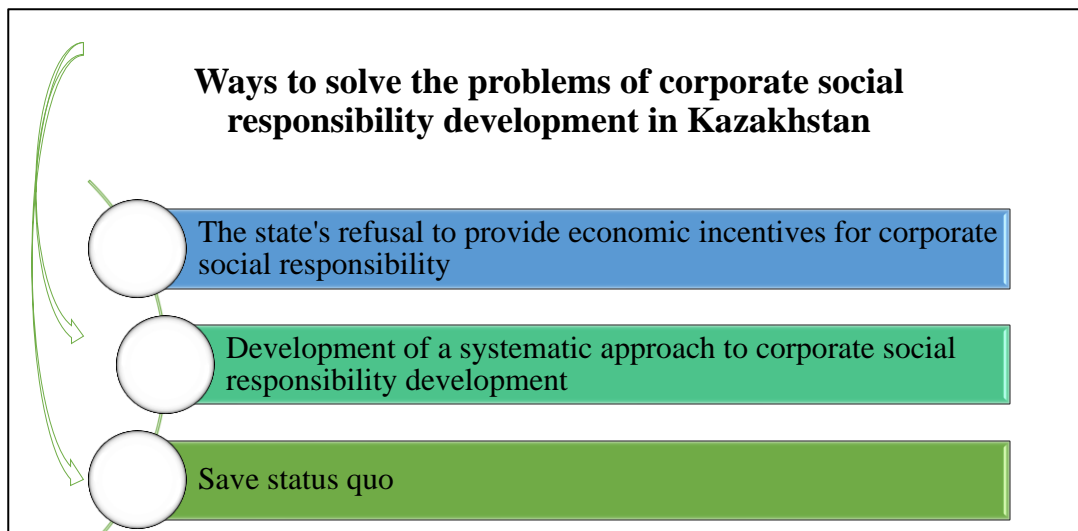 Ways to solve the problems of corporate social
responsibility development in Kazakhstan
The state's refusal to provide economic incentives for corporate
social responsibility
Development of a systematic approach to corporate social
responsibility development
Save status quo